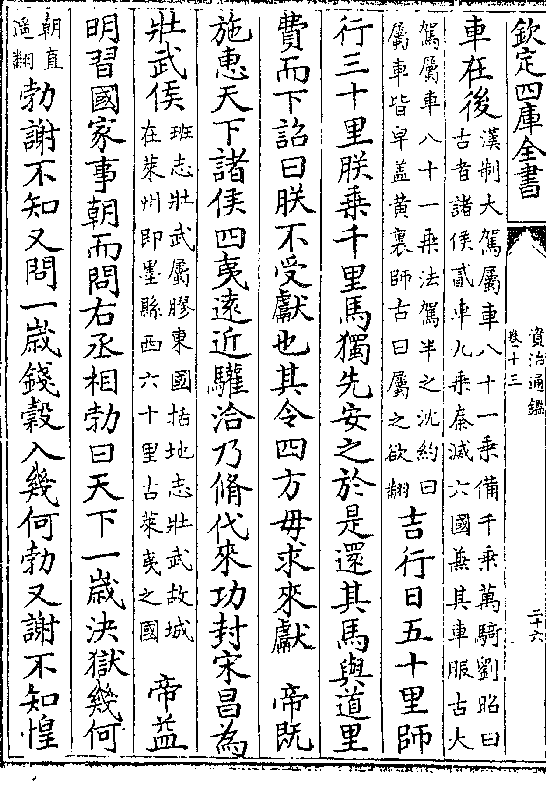 欽定四庫全書
資治通鑑
卷十三
二十六
車在後漢制大駕屬車八十一乘備千乘萬騎劉昭曰
古者諸侯貳車九乘秦滅六國兼其車服古大
駕屬車八十一乘法駕半之沈約曰
屬車皆皁盖黄裏師古曰屬之欲翻吉行日五十里師
行三十里朕乗千里馬獨先安之於是還其馬與道里
費而下詔曰朕不受獻也其令四方毋求來獻 帝既
施惠天下諸侯四夷逺近驩洽乃脩代來功封宋昌為
壯武侯班志壯武屬膠東國括地志壯武故城
在萊州即墨縣西六十里古萊夷之國 帝益
明習國家事朝而問右丞相勃曰天下一歳決獄幾何
朝直
遥翻勃謝不知又問一歳錢穀入幾何勃又謝不知惶